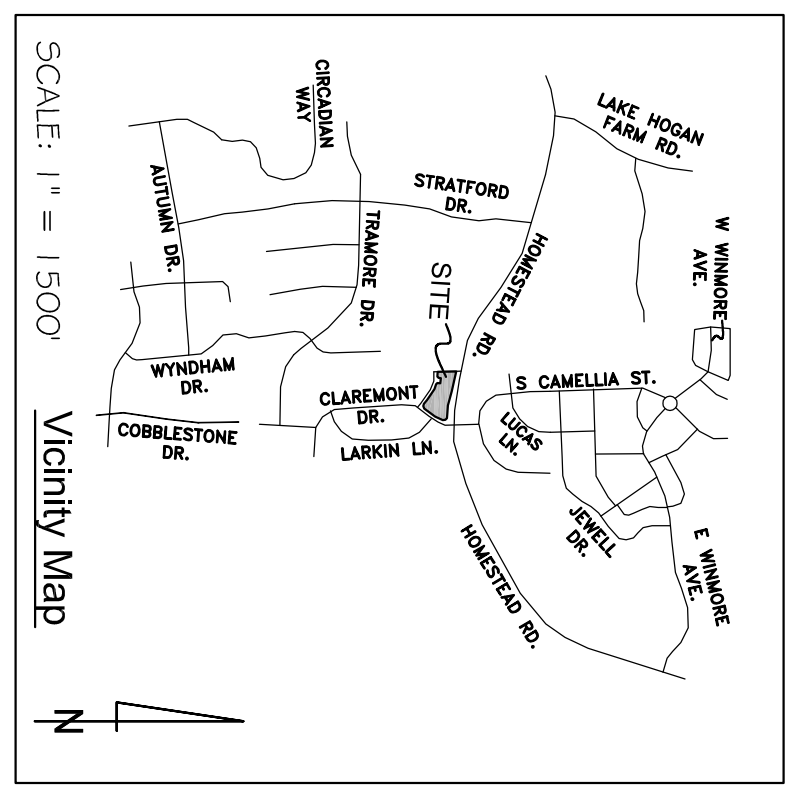 LAKE HOGAN
FARM RD.
CIRCADIAN
WAY
STRATFORD
DR.
AUTUMN DR.
TRAMORE DR.
HOMESTEAD RD.
W WINMORE
AVE.
SITE
WYNDHAM
DR.
S CAMELLIA ST.
CLAREMONT
DR.
LUCAS
LN.
COBBLESTONE
DR.
LARKIN LN.
JEWELL
DR.
E WINMORE
AVE.
HOMESTEAD RD.
Vicinity Map
SCALE: 1" = 1500'
N